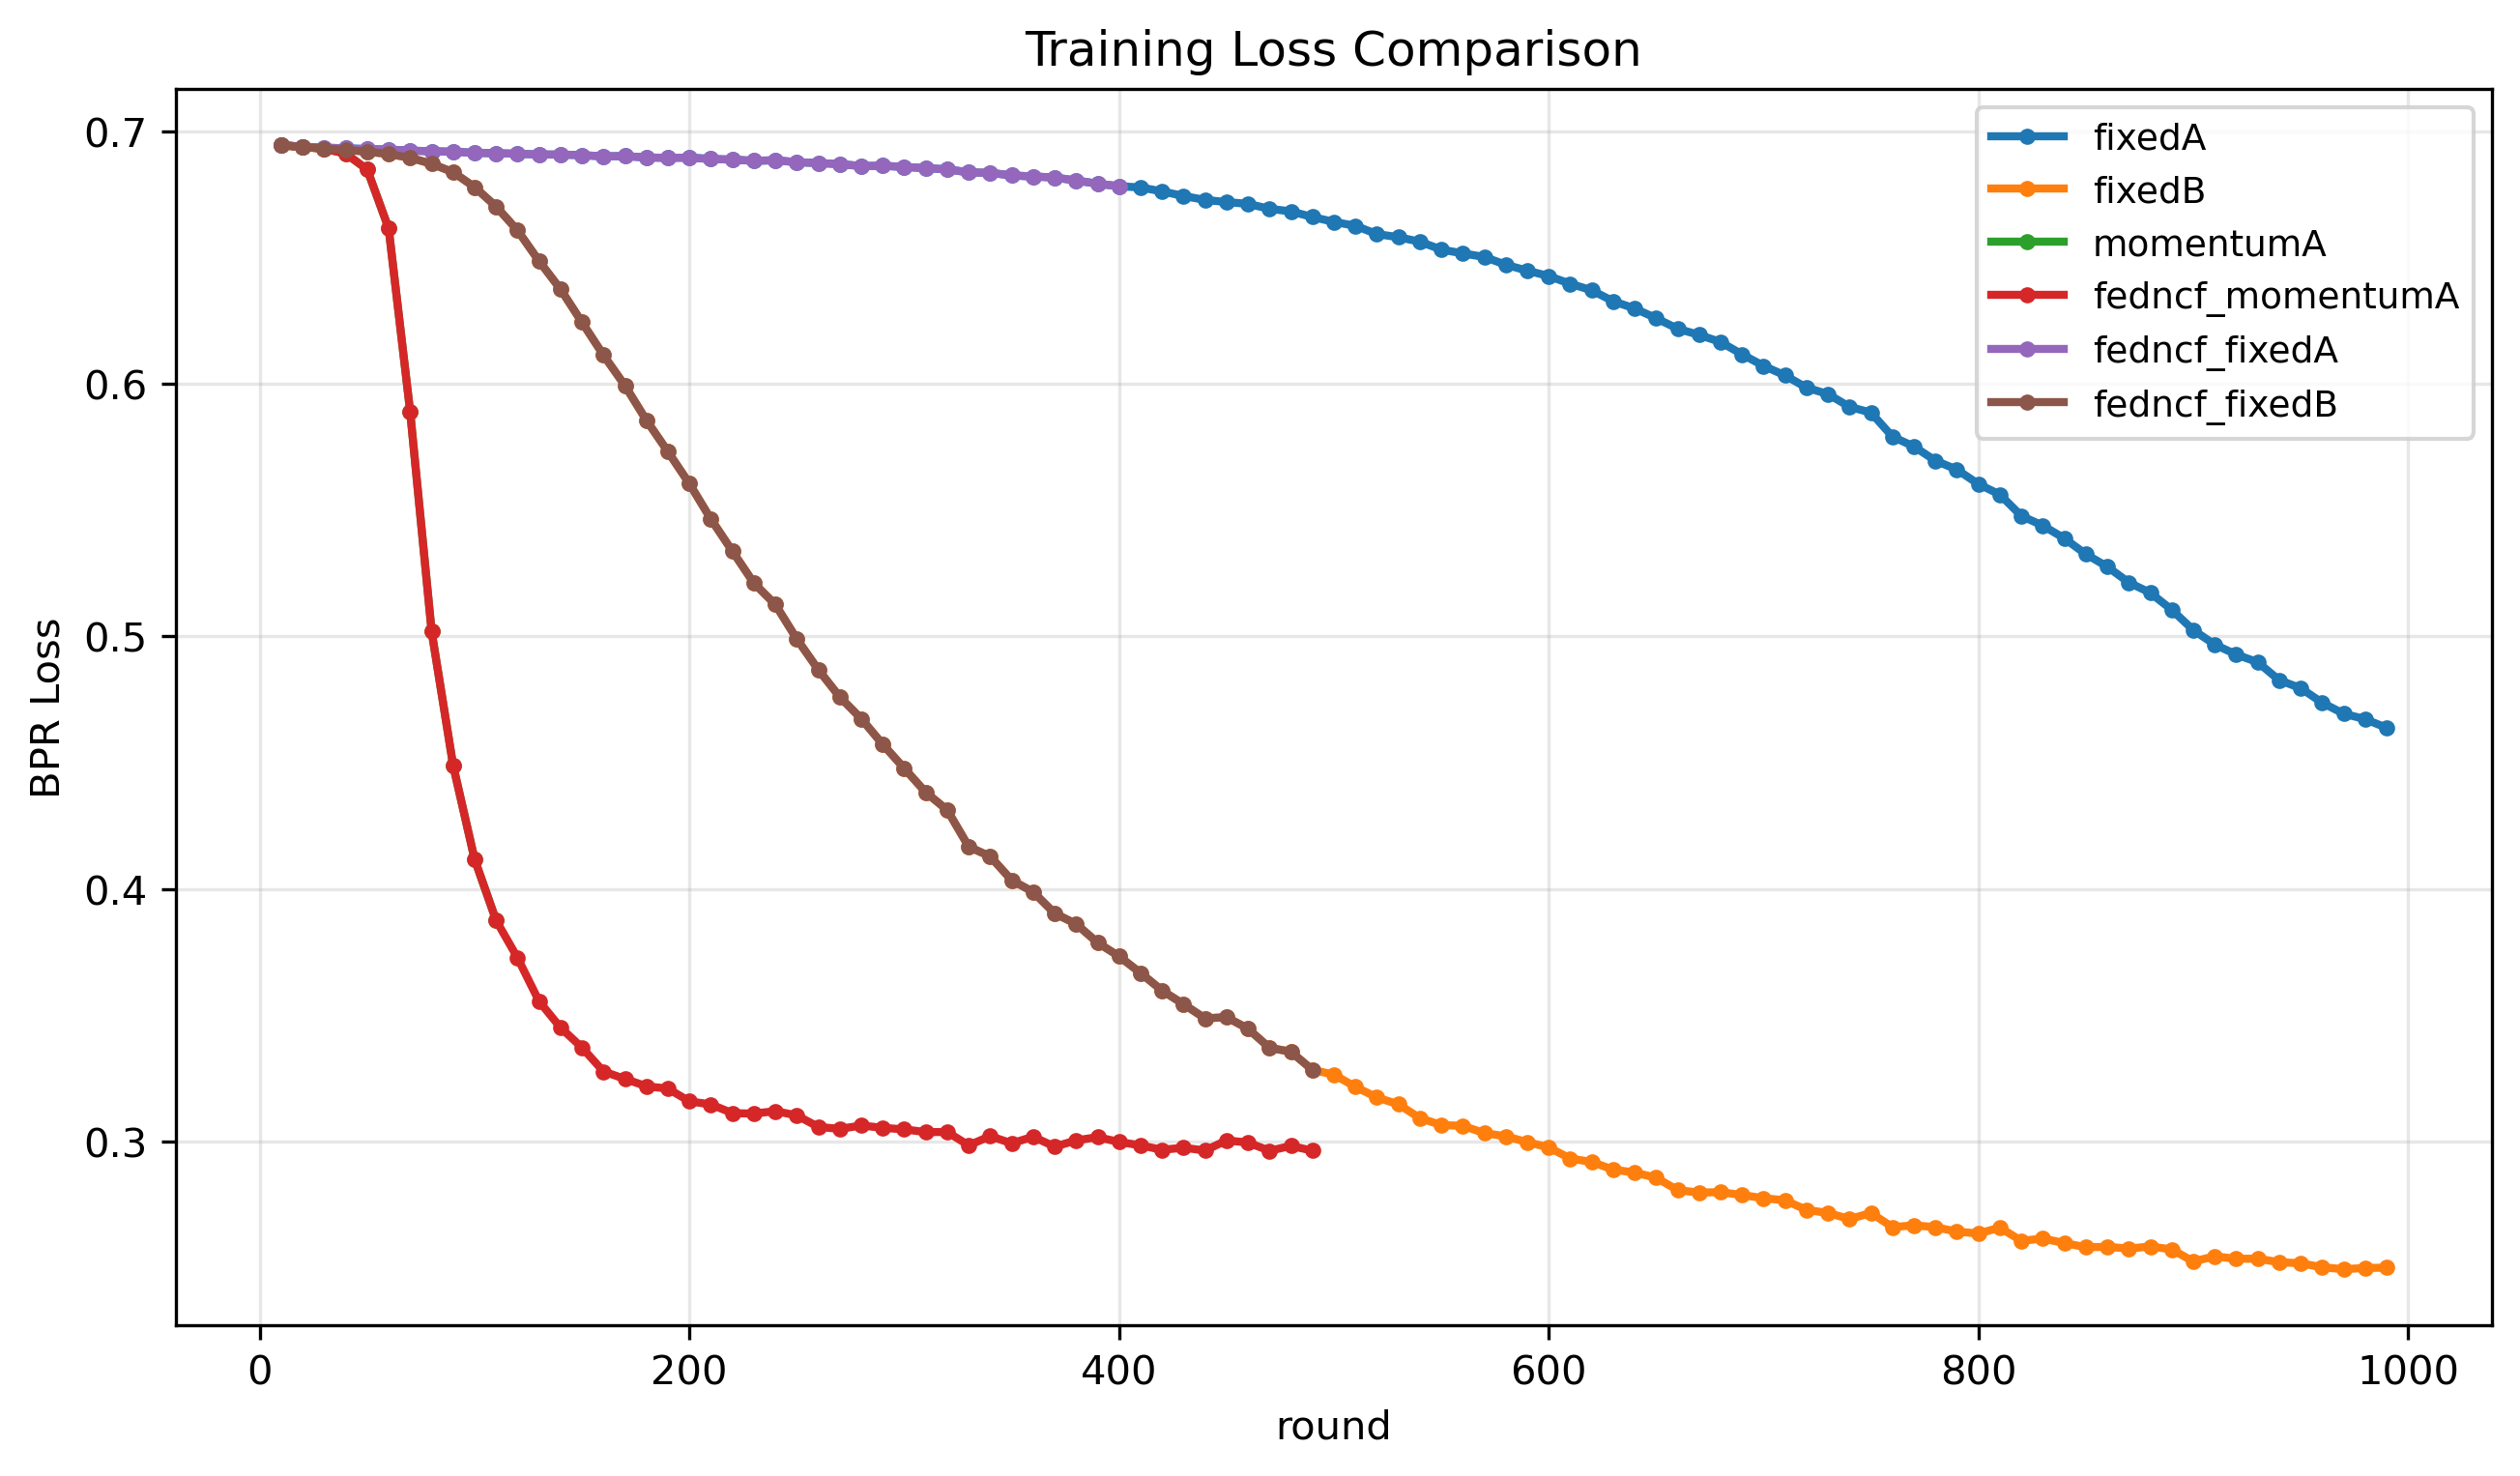 Training Loss Comparison
0.7
0.6
0.5
0.4
0.3
BPR Loss
fixedA
fixedB
momentumA
fedncf_momentumA
fedncf_fixedA
fedncf_fixedB
0 200 400 600 800 1000
round